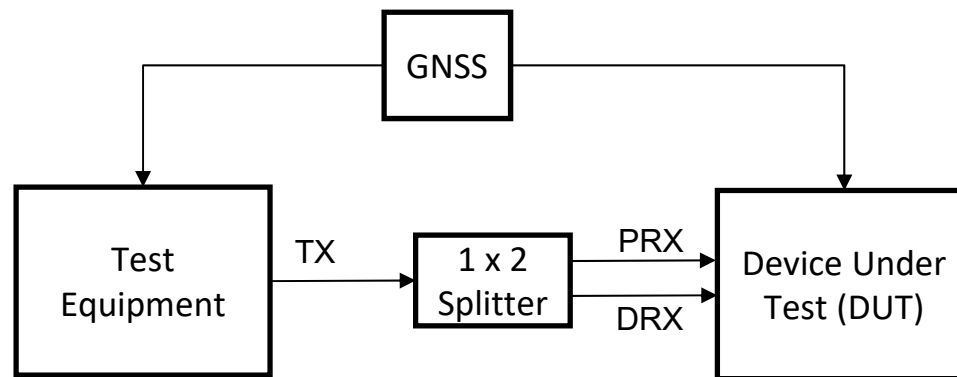 GNSS
Test
Equipment
TX
1 x 2
Splitter
PRX
DRX
Device Under
Test (DUT)